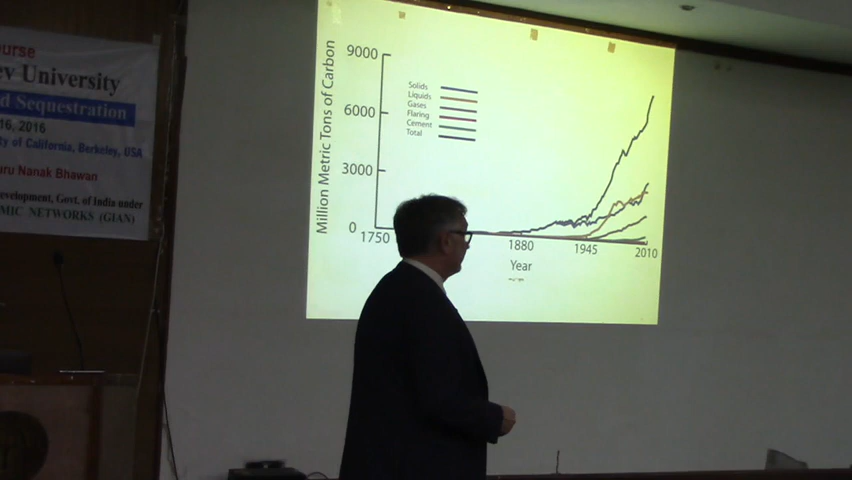 urse
ev University
d Sequestration
16, 2016
ty of California, Berkeley, USA
uru Nanak Bhawan
evelopment, Govt. of India under
MIC NETWORKS (GIAN)
Million Metric Tons of Carbon
9000
6000
3000
0
Solids
Liquids
Gases
Flaring
Cement
Total
1750
1880
1945
2010
Year